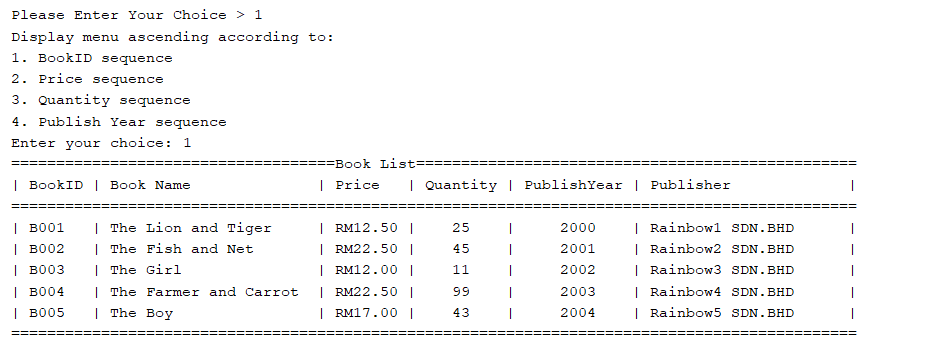 Please Enter Your Choice > 1
Display menu ascending according to:
1. BookID sequence
2. Price sequence
3. Quantity sequence
4. Publish Year sequence
Enter your choice: 1
====================================Book List=================================================
| BookID | Book Name              | Price   | Quantity | PublishYear | Publisher             |
==============================================================================================
| B001   | The Lion and Tiger     | RM12.50 |    25    |     2000    | Rainbow1 SDN.BHD      |
| B002   | The Fish and Net       | RM22.50 |    45    |     2001    | Rainbow2 SDN.BHD      |
| B003   | The Girl               | RM12.00 |    11    |     2002    | Rainbow3 SDN.BHD      |
| B004   | The Farmer and Carrot  | RM22.50 |    99    |     2003    | Rainbow4 SDN.BHD      |
| B005   | The Boy                | RM17.00 |    43    |     2004    | Rainbow5 SDN.BHD      |
==============================================================================================